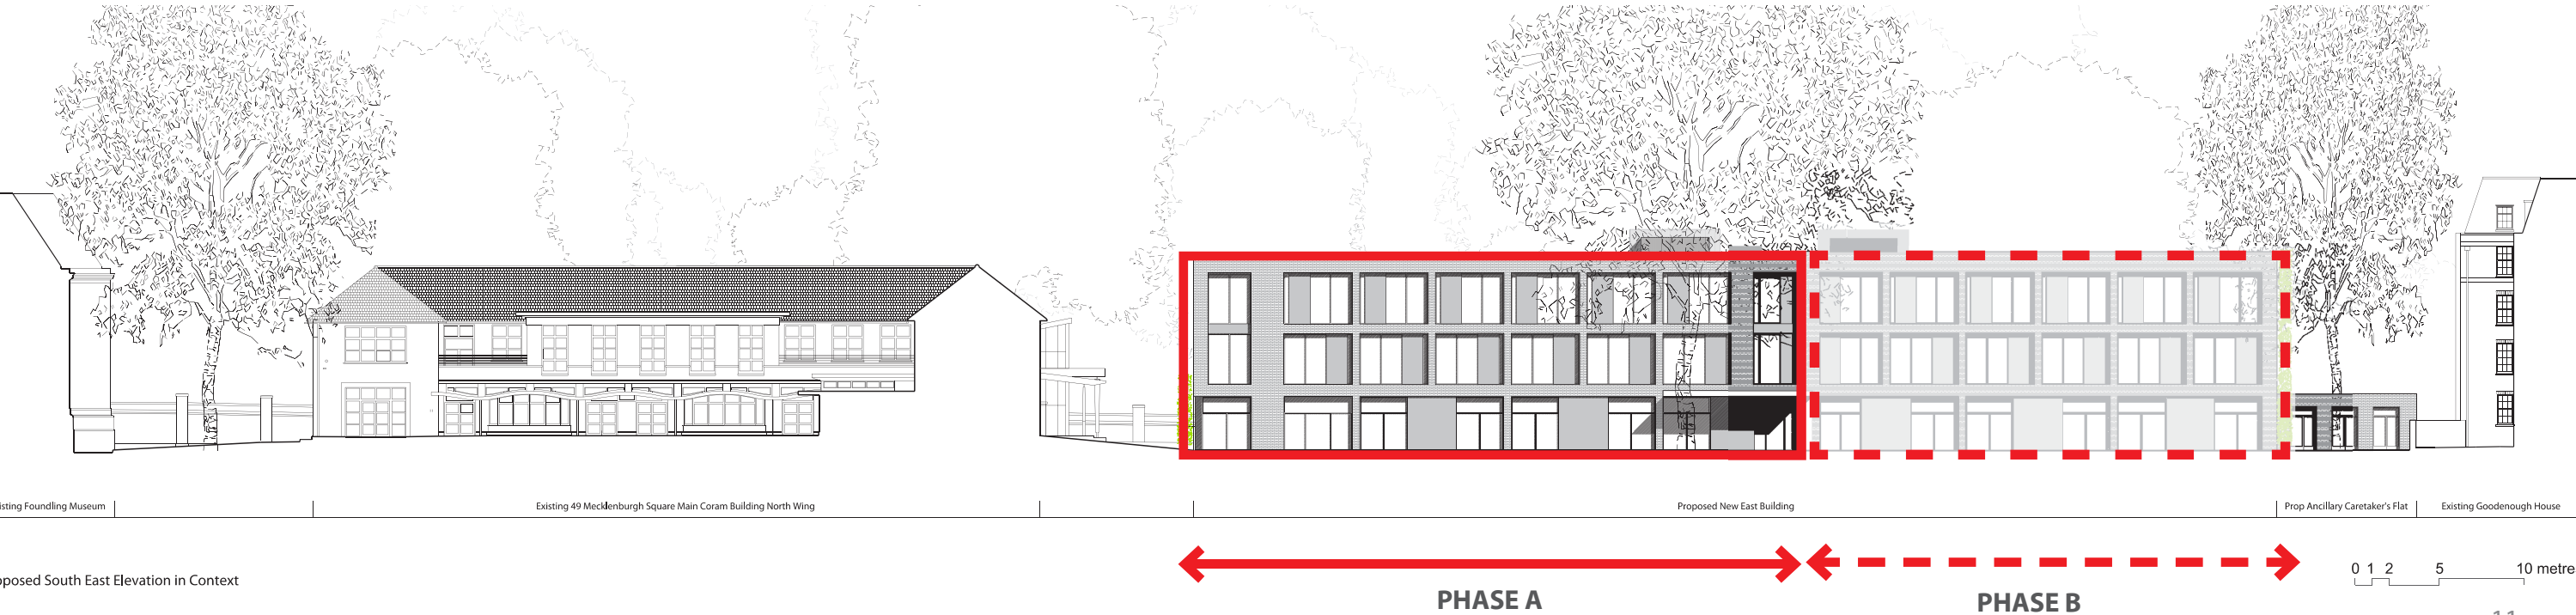 isting Foundling Museum
Existing 49 Mecklenburgh Square Main Coram Building North Wing
Proposed New East Building
Prop Ancillary Caretaker's Flat
Existing Goodenough House
oposed South East Elevation in Context
PHASE A
PHASE B
0 1 2 5 10 metre